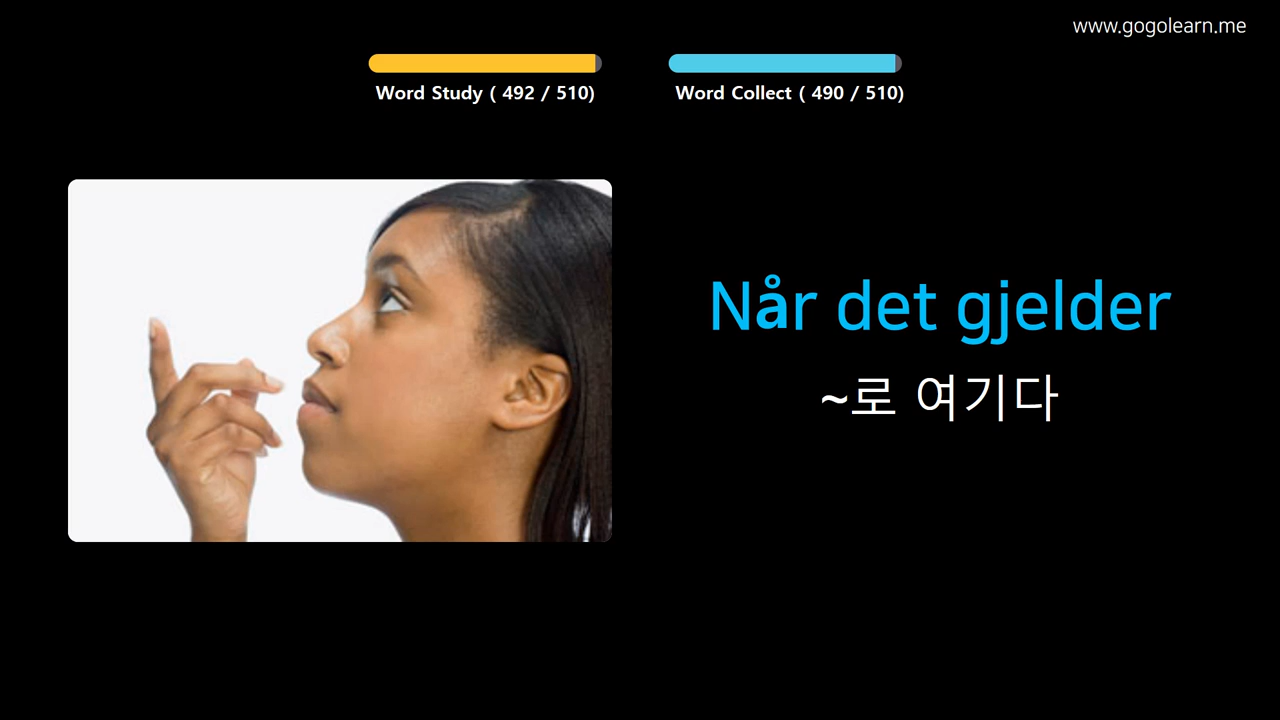 www.gogolearn.me
Word Study ( 492 / 510)
Word Collect ( 490 / 510)
Når det gjelder
~로 여기다